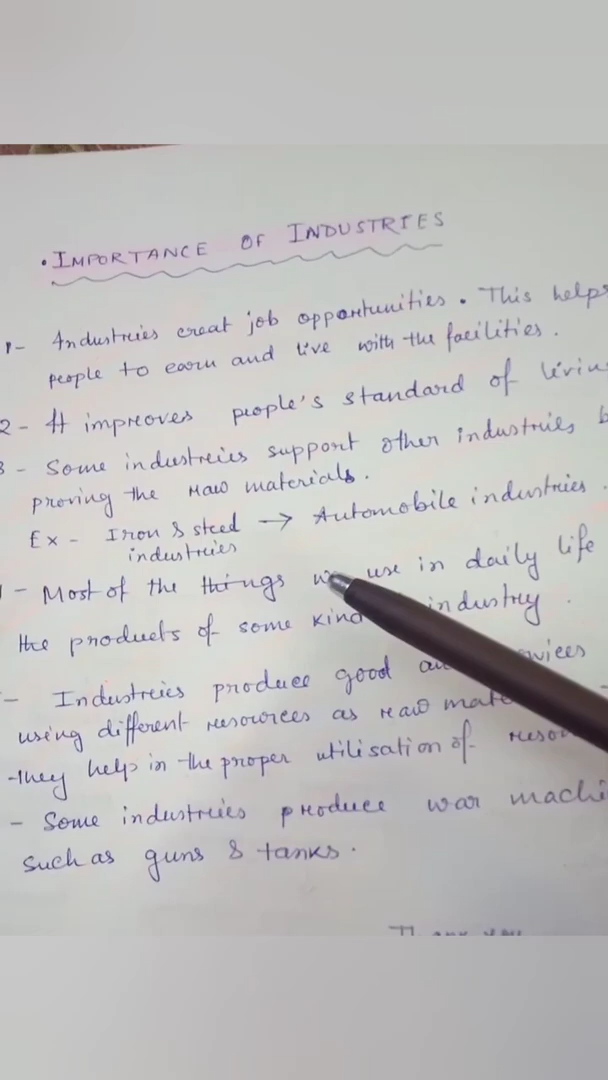 • IMPORTANCE OF INDUSTRIES
1- Industries creat job opportunities. This helps
people to earn and live with the facilities.
2- It improves people's standard of livin
3- Some industries support other industries b
proving the raw materials.
Ex - Iron & steel → Automobile industries.
industries
- Most of the things we use in daily life
the products of some kind industry.
- Industries produce good
using different resources as raw mate
they help in the proper utilisation of resou
- Some industries produce war machi
such as guns & tanks.